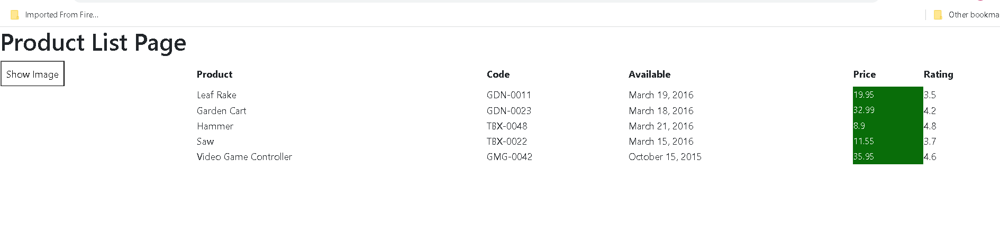 Imported From Fire... Other bookma
Product List Page
Show Image Product Code Available Price Rating
Leaf Rake GDN-0011 March 19, 2016 19.95 3.5
Garden Cart GDN-0023 March 18, 2016 32.99 4.2
Hammer TBX-0048 March 21, 2016 8.9 4.8
Saw TBX-0022 March 15, 2016 11.55 3.7
Video Game Controller GMG-0042 October 15, 2015 35.95 4.6